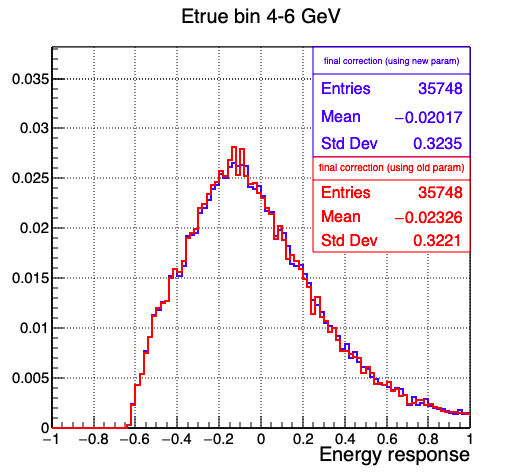 Etrue bin 4-6 GeV
final correction (using new param)
Entries 35748
Mean −0.02017
Std Dev 0.3235
final correction (using old param)
Entries 35748
Mean −0.02326
Std Dev 0.3221
0.035
0.03
0.025
0.02
0.015
0.01
0.005
0
−1 −0.8 −0.6 −0.4 −0.2 0 0.2 0.4 0.6 0.8 1
Energy response